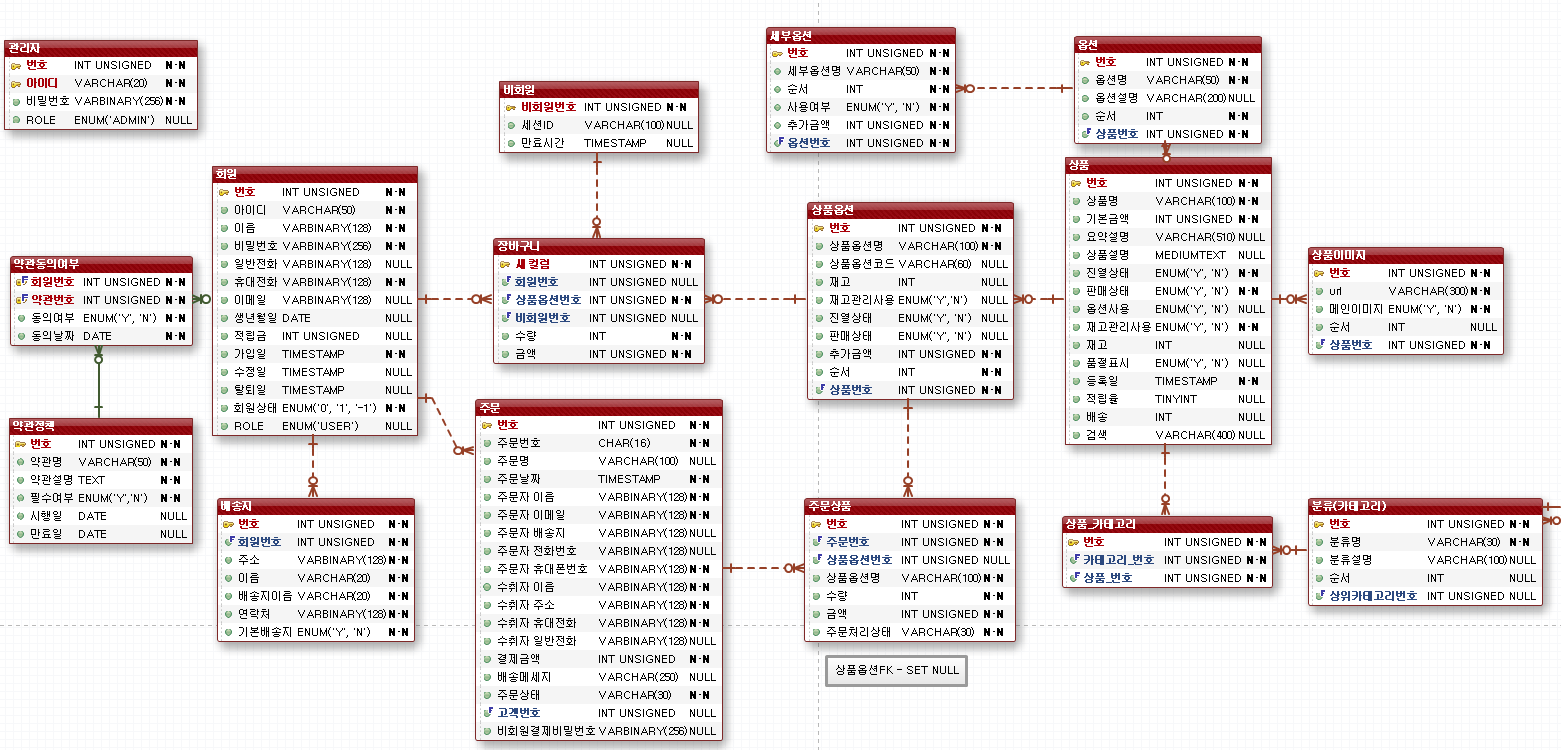 관리자
번호 INT UNSIGNED N-N
아이디 VARCHAR(20) N-N
비밀번호 VARBINARY(256) N-N
ROLE ENUM('ADMIN') NULL
비회원
비회원번호 INT UNSIGNED N-N
세션ID VARCHAR(100) NULL
만료시간 TIMESTAMP NULL
세부옵션
번호 INT UNSIGNED N-N
세부옵션명 VARCHAR(50) N-N
순서 INT N-N
사용여부 ENUM('Y', 'N') N-N
추가금액 INT UNSIGNED N-N
옵션번호 INT UNSIGNED N-N
옵션
번호 INT UNSIGNED N-N
옵션명 VARCHAR(50) N-N
옵션설명 VARCHAR(200) NULL
순서 INT N-N
상품번호 INT UNSIGNED N-N
회원
번호 INT UNSIGNED N-N
아이디 VARCHAR(50) N-N
이름 VARBINARY(128) N-N
비밀번호 VARBINARY(256) N-N
일반전화 VARBINARY(128) NULL
휴대전화 VARBINARY(128) N-N
이메일 VARBINARY(128) NULL
생년월일 DATE NULL
적립금 INT UNSIGNED NULL
가입일 TIMESTAMP N-N
수정일 TIMESTAMP NULL
탈퇴일 TIMESTAMP NULL
회원상태 ENUM('0', '1', '-1') N-N
ROLE ENUM('USER') NULL
약관동의여부
회원번호 INT UNSIGNED N-N
약관번호 INT UNSIGNED N-N
동의여부 ENUM('Y', 'N') N-N
동의날짜 DATE N-N
약관정책
번호 INT UNSIGNED N-N
약관명 VARCHAR(50) N-N
약관설명 TEXT N-N
필수여부 ENUM('Y','N') N-N
시행일 DATE NULL
만료일 DATE NULL
장바구니
새 컬럼 INT UNSIGNED N-N
회원번호 INT UNSIGNED NULL
상품옵션번호 INT UNSIGNED N-N
비회원번호 INT UNSIGNED NULL
수량 INT N-N
금액 INT UNSIGNED N-N
상품옵션
번호 INT UNSIGNED N-N
상품옵션명 VARCHAR(100) N-N
상품옵션코드 VARCHAR(60) NULL
재고 INT NULL
재고관리사용 ENUM('Y','N') NULL
진열상태 ENUM('Y', 'N') NULL
판매상태 ENUM('Y', 'N') NULL
추가금액 INT UNSIGNED N-N
순서 INT N-N
상품번호 INT UNSIGNED N-N
상품
번호 INT UNSIGNED N-N
상품명 VARCHAR(100) N-N
기본금액 INT UNSIGNED N-N
요약설명 VARCHAR(510) NULL
상품설명 MEDIUMTEXT NULL
진열상태 ENUM('Y', 'N') N-N
판매상태 ENUM('Y', 'N') N-N
옵션사용 ENUM('Y', 'N') N-N
재고관리사용 ENUM('Y', 'N') N-N
재고 INT NULL
품절표시 ENUM('Y', 'N') NULL
등록일 TIMESTAMP N-N
적립율 TINYINT NULL
배송 INT NULL
검색 VARCHAR(400) NULL
상품이미지
번호 INT UNSIGNED N-N
url VARCHAR(300) N-N
메인이미지 ENUM('Y', 'N') N-N
순서 INT NULL
상품번호 INT UNSIGNED N-N
배송지
번호 INT UNSIGNED N-N
회원번호 INT UNSIGNED N-N
주소 VARBINARY(128) N-N
이름 VARCHAR(20) N-N
배송지이름 VARCHAR(20) N-N
연락처 VARBINARY(128) N-N
기본배송지 ENUM('Y', 'N') N-N
주문
번호 INT UNSIGNED N-N
주문번호 CHAR(16) N-N
주문명 VARCHAR(100) NULL
주문날짜 TIMESTAMP N-N
주문자 이름 VARBINARY(128) N-N
주문자 이메일 VARBINARY(128) N-N
주문자 배송지 VARBINARY(128) NULL
주문자 전화번호 VARBINARY(128) NULL
주문자 휴대폰번호 VARBINARY(128) N-N
수취자 이름 VARBINARY(128) N-N
수취자 주소 VARBINARY(128) N-N
수취자 휴대전화 VARBINARY(128) N-N
수취자 일반전화 VARBINARY(128) NULL
결제금액 INT UNSIGNED N-N
배송메세지 VARCHAR(250) NULL
주문상태 VARCHAR(30) N-N
고객번호 INT UNSIGNED NULL
비회원결제비밀번호 VARBINARY(256) NULL
주문상품
번호 INT UNSIGNED N-N
주문번호 INT UNSIGNED N-N
상품옵션번호 INT UNSIGNED NULL
상품옵션명 VARCHAR(100) N-N
수량 INT N-N
금액 INT UNSIGNED N-N
주문처리상태 VARCHAR(30) N-N
상품옵션FK - SET NULL
상품_카테고리
번호 INT UNSIGNED N-N
카테고리_번호 INT UNSIGNED N-N
상품_번호 INT UNSIGNED N-N
분류(카테고리)
번호 INT UNSIGNED N-N
분류명 VARCHAR(30) N-N
분류설명 VARCHAR(100) NULL
순서 INT NULL
상위카테고리번호 INT UNSIGNED NULL